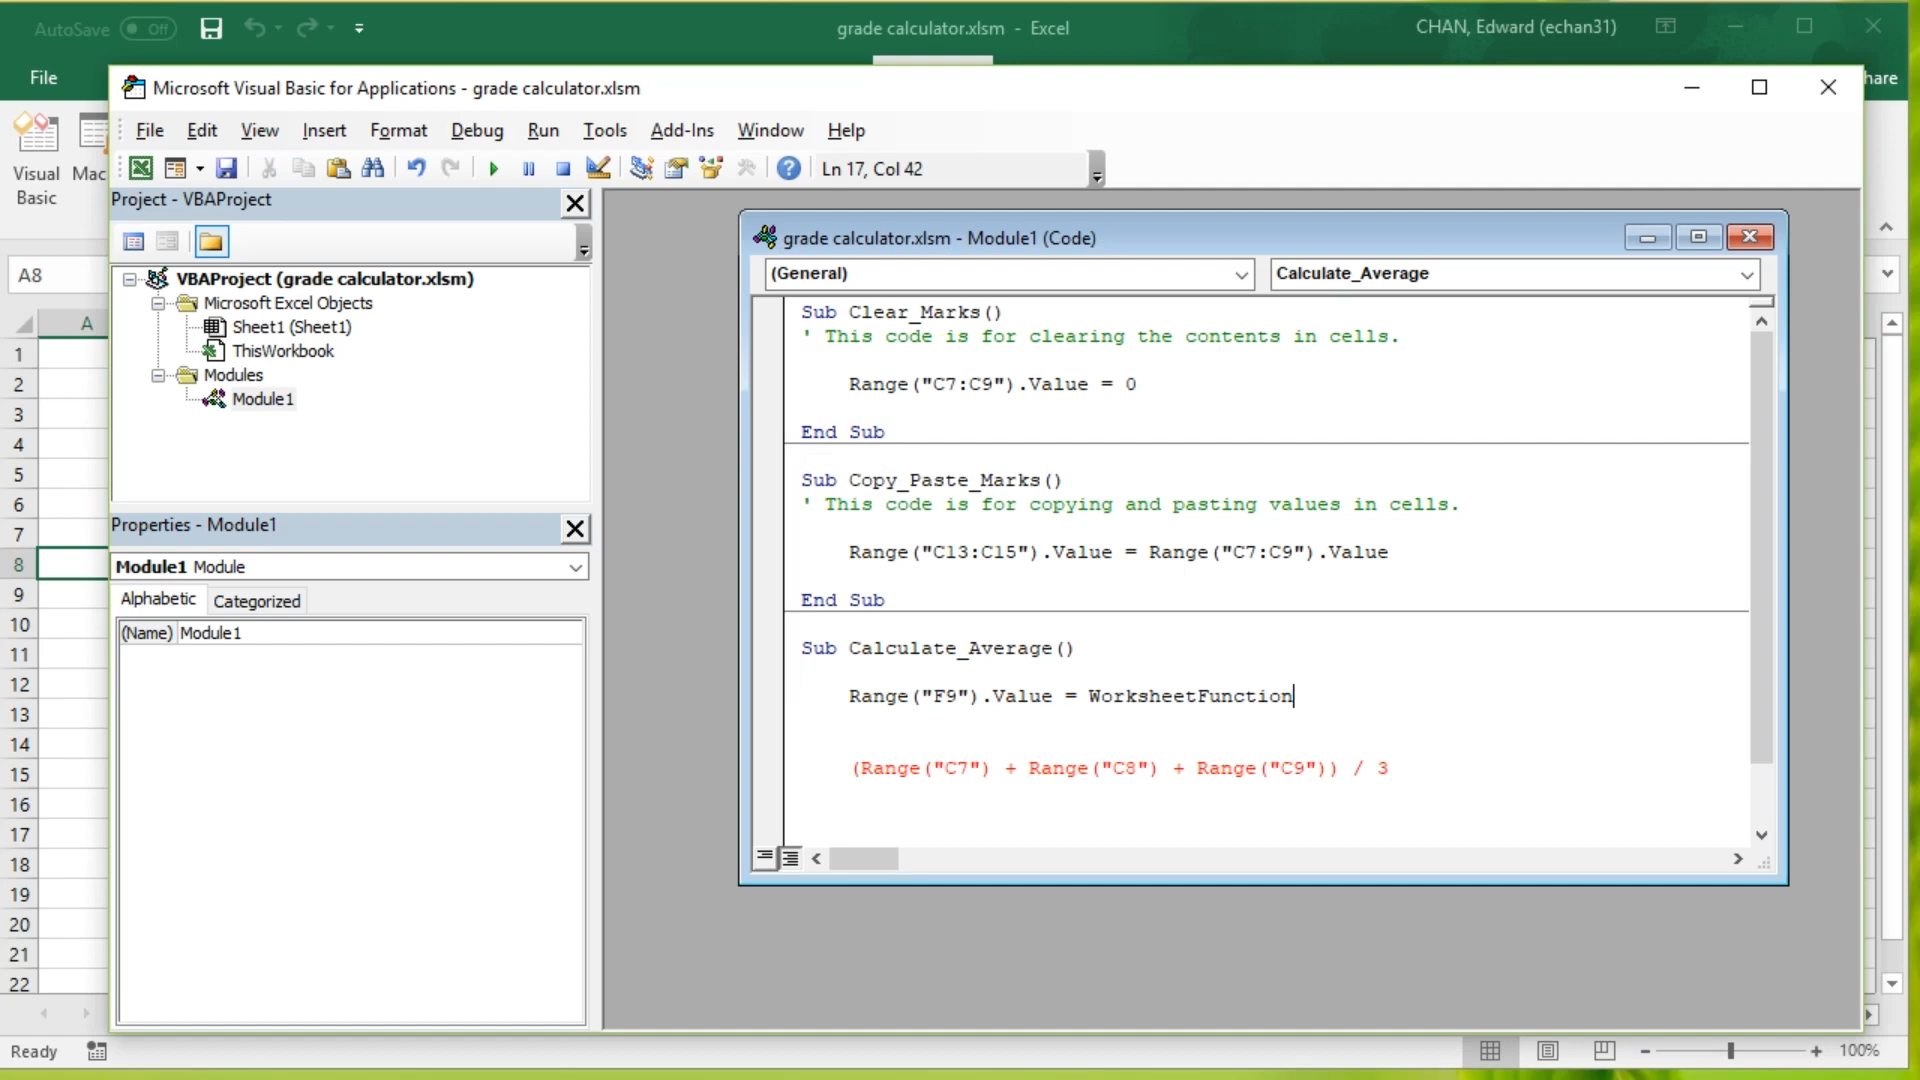 AutoSave Off
grade calculator.xlsm - Excel
CHAN, Edward (echan31)
File
hare
Visual Basic
Mac
A8
A
1
2
3
4
5
6
7
8
9
10
11
12
13
14
15
16
17
18
19
20
21
22
Microsoft Visual Basic for Applications - grade calculator.xlsm
File Edit View Insert Format Debug Run Tools Add-Ins Window Help
Ln 17, Col 42
Project - VBAProject
VBAProject (grade calculator.xlsm)
Microsoft Excel Objects
Sheet1 (Sheet1)
ThisWorkbook
Modules
Module1
Properties - Module1
Module1 Module
Alphabetic Categorized
(Name) Module1
grade calculator.xlsm - Module1 (Code)
(General) Calculate_Average
Sub Clear_Marks()
' This code is for clearing the contents in cells.
Range("C7:C9").Value = 0
End Sub
Sub Copy_Paste_Marks()
' This code is for copying and pasting values in cells.
Range("C13:C15").Value = Range("C7:C9").Value
End Sub
Sub Calculate_Average()
Range("F9").Value = WorksheetFunction
(Range("C7") + Range("C8") + Range("C9")) / 3
Ready
100%